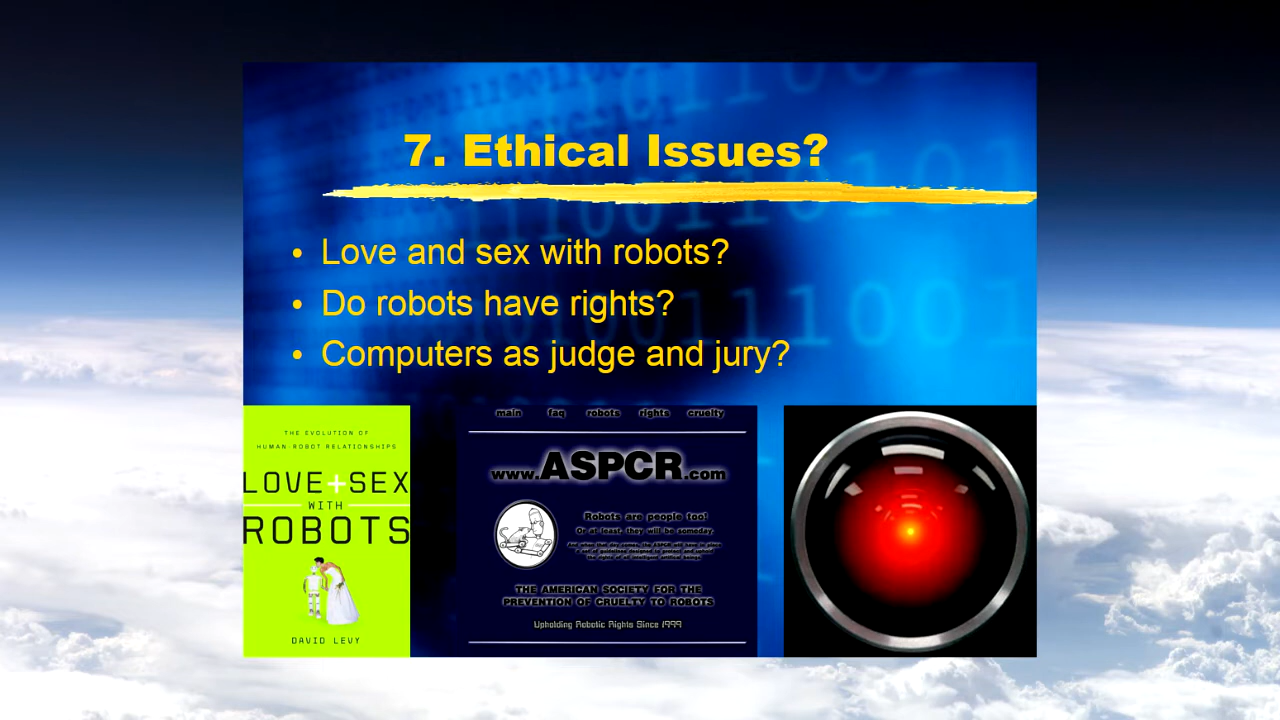 7. Ethical Issues?
• Love and sex with robots?
• Do robots have rights?
• Computers as judge and jury?
THE EVOLUTION OF
HUMAN-ROBOT RELATIONSHIPS
LOVE+SEX
WITH
ROBOTS
DAVID LEVY
main faq robots rights cruelty
www.ASPCR.com
Robots are people too!
Or at least, they will be someday.
THE AMERICAN SOCIETY FOR THE
PREVENTION OF CRUELTY TO ROBOTS
Upholding Robotic Rights Since 1999